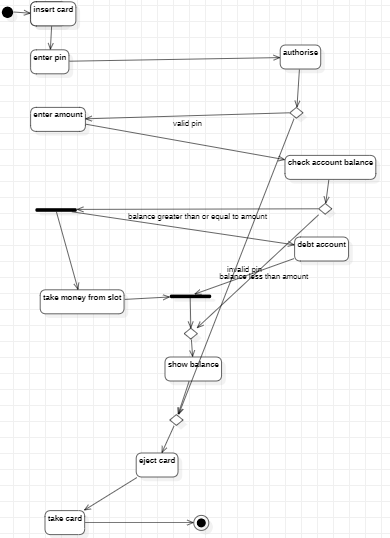 insert card
enter pin
authorise
enter amount
valid pin
check account balance
balance greater than or equal to amount
debt account
invalid pin
balance less than amount
take money from slot
show balance
eject card
take card